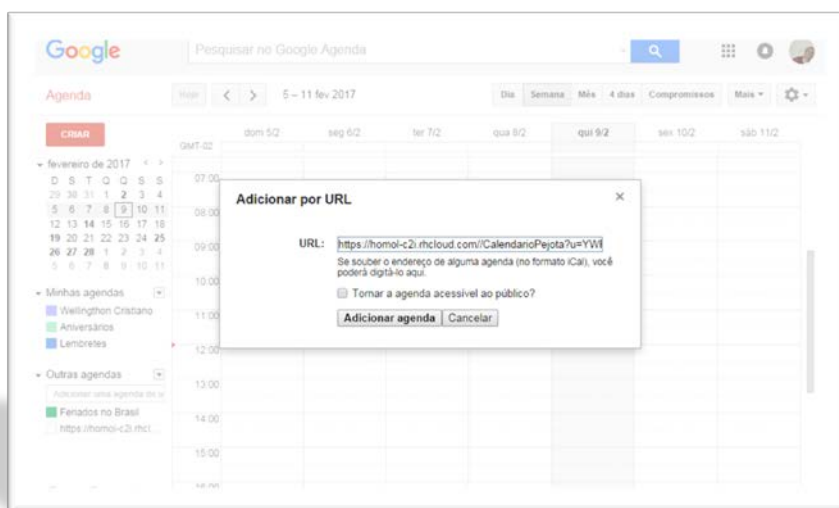 Google
Pesquisar no Google Agenda
Agenda
Hoje
5 – 11 fev 2017
Dia Semana Mês 4 dias Compromissos Mais
CRIAR
dom 5/2 seg 6/2 ter 7/2 qua 8/2 qui 9/2 sex 10/2 sáb 11/2
GMT-02
fevereiro de 2017
D S T Q Q S S
29 30 31 1 2 3 4
5 6 7 8 9 10 11
12 13 14 15 16 17 18
19 20 21 22 23 24 25
26 27 28 1 2 3 4
5 6 7 8 9 10 11
Minhas agendas
Wellingthon Cristiano
Aniversários
Lembretes
Outras agendas
Adicionar uma agenda do
Feriados no Brasil
https://homol-c2i.rhcl...
07:00
08:00
09:00
10:00
11:00
12:00
13:00
14:00
15:00
16:00
Adicionar por URL
URL: https://homol-c2i.rhcloud.com//CalendarioPejota?u=YWI
Se souber o endereço de alguma agenda (no formato iCal), você
poderá digitá-lo aqui.
Tornar a agenda acessível ao público?
Adicionar agenda Cancelar